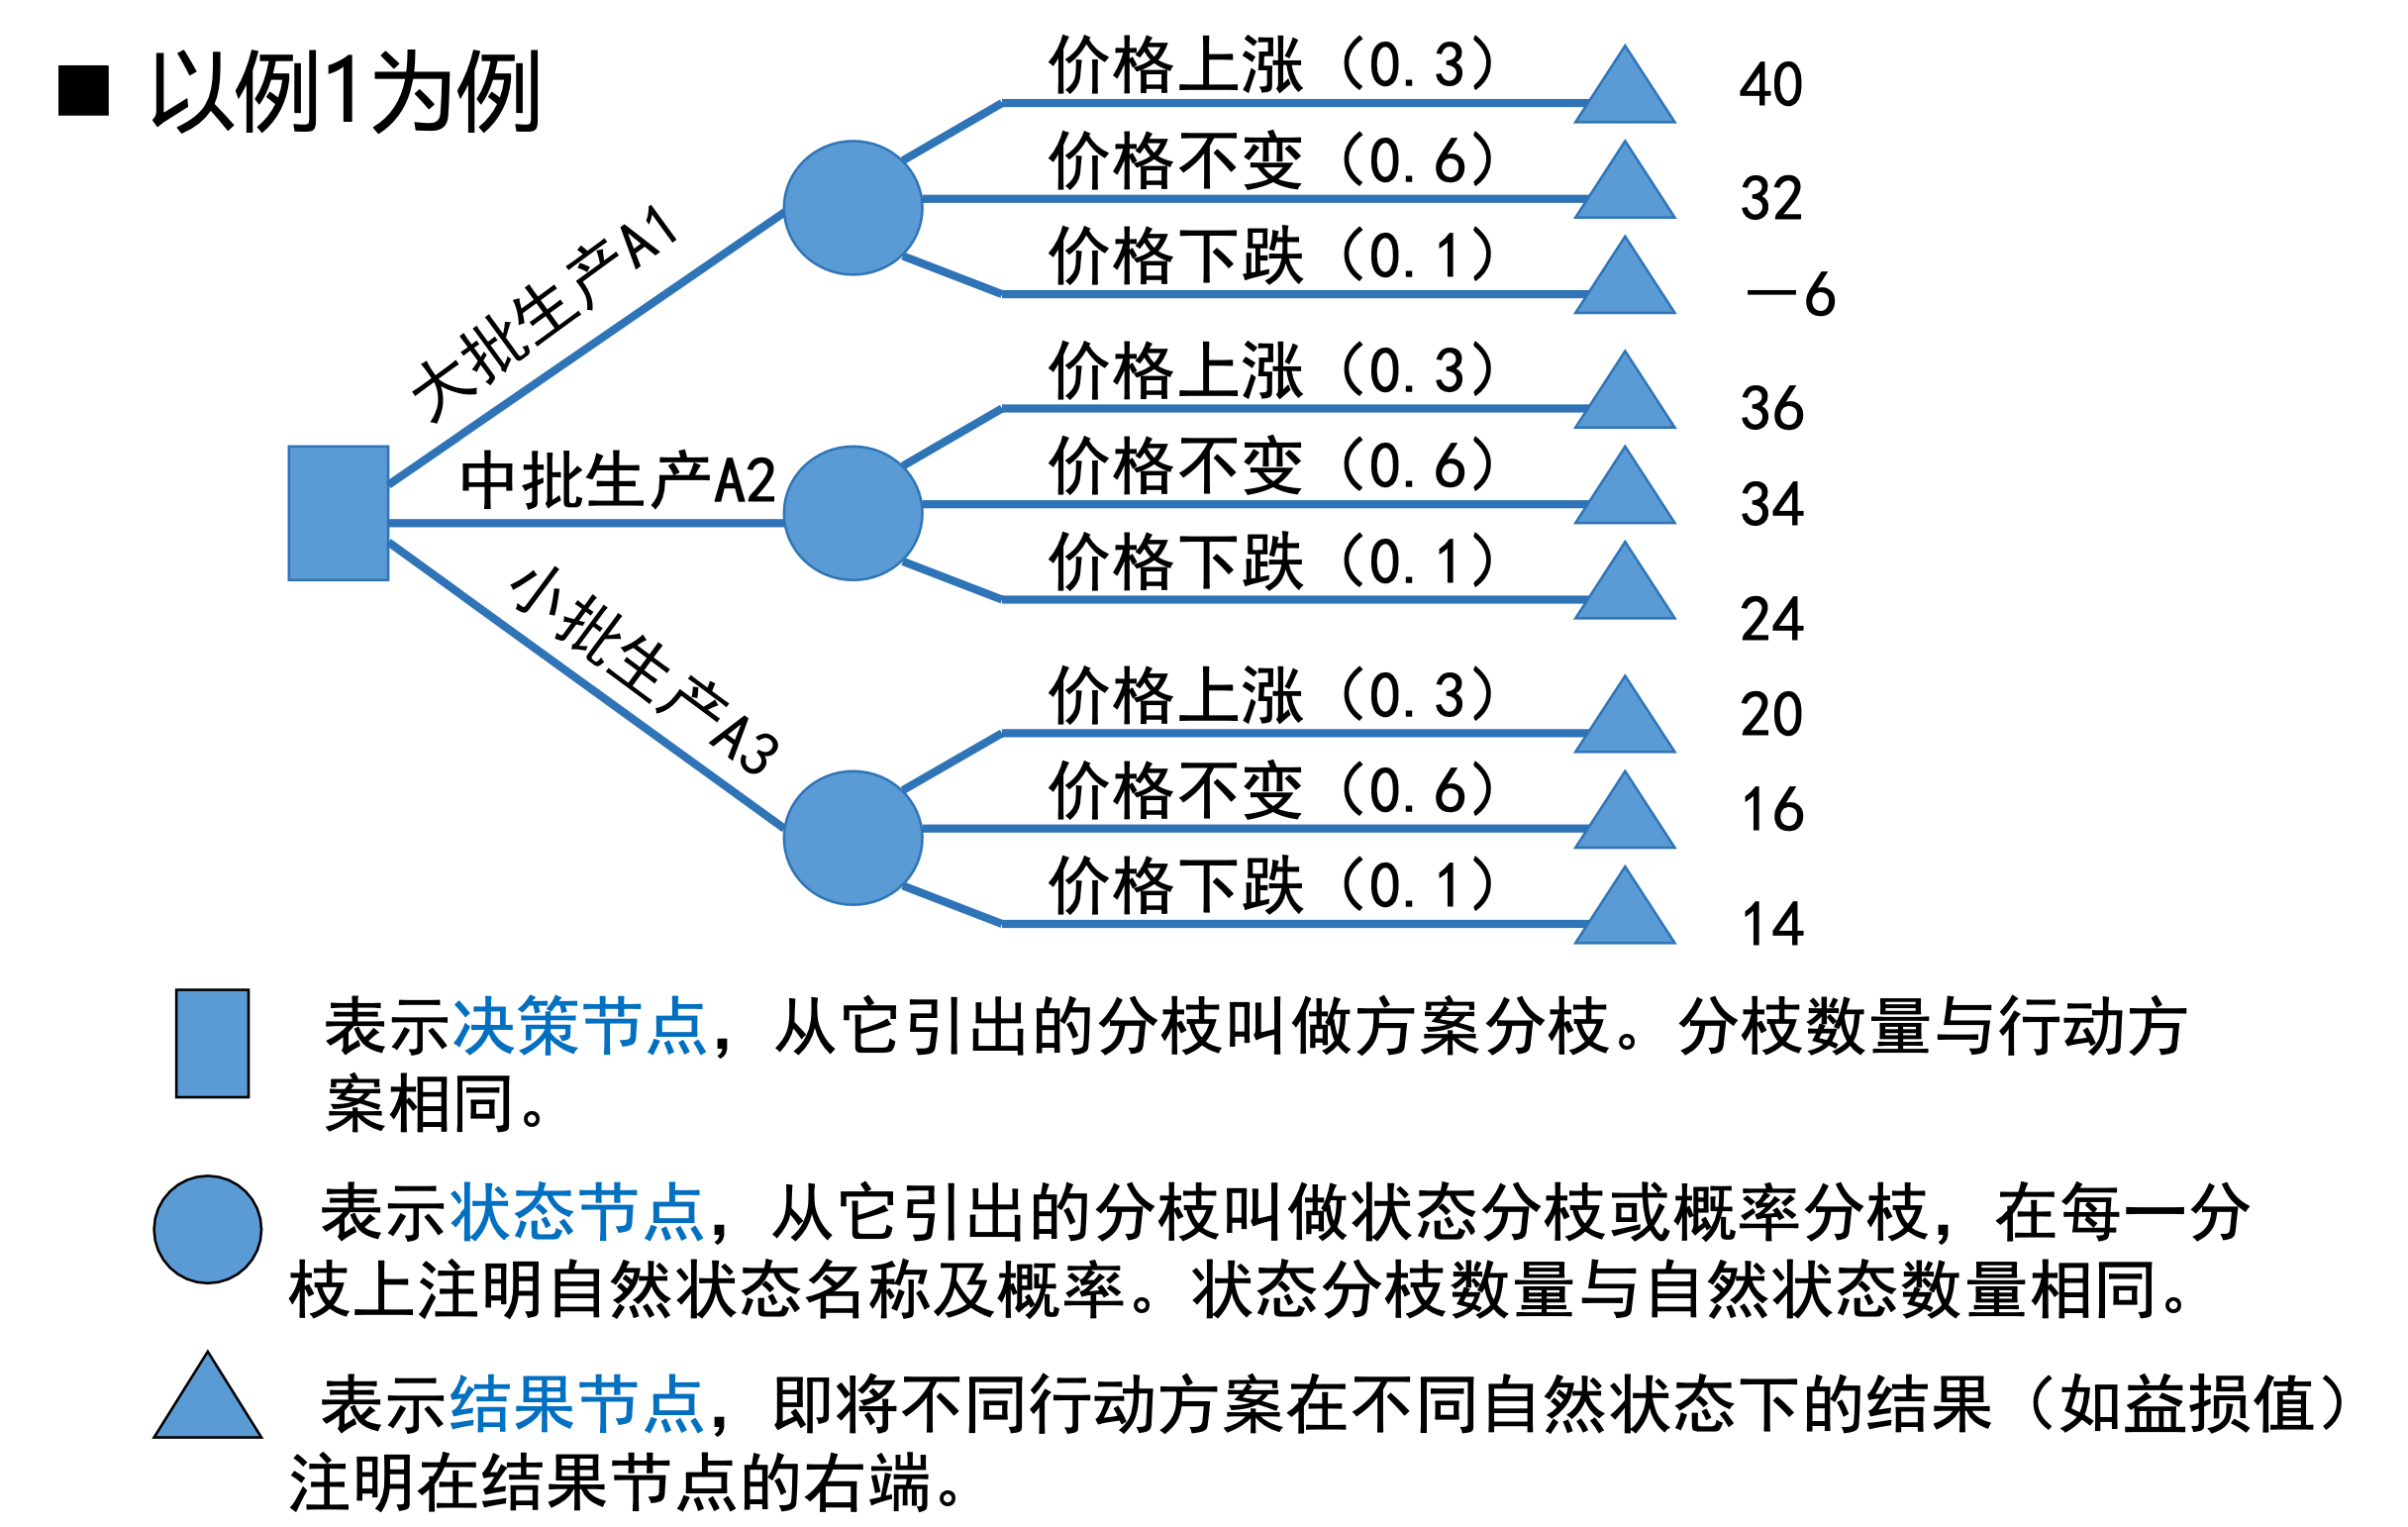 ■ 以例1为例
大批生产A1
价格上涨（0.3） 40
价格不变（0.6） 32
价格下跌（0.1） —6
中批生产A2
价格上涨（0.3） 36
价格不变（0.6） 34
价格下跌（0.1） 24
小批生产A3
价格上涨（0.3） 20
价格不变（0.6） 16
价格下跌（0.1） 14
表示决策节点，从它引出的分枝叫做方案分枝。分枝数量与行动方
案相同。
表示状态节点，从它引出的分枝叫做状态分枝或概率分枝，在每一分
枝上注明自然状态名称及概率。状态分枝数量与自然状态数量相同。
表示结果节点，即将不同行动方案在不同自然状态下的结果（如益损值）
注明在结果节点的右端。